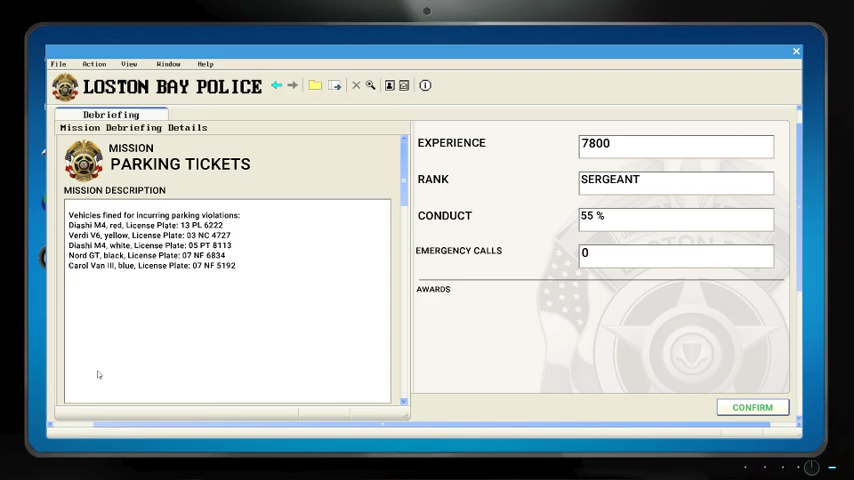 File Action View Window Help
LOSTON BAY POLICE
Debriefing
Mission Debriefing Details
MISSION
PARKING TICKETS
MISSION DESCRIPTION
Vehicles fined for incurring parking violations:
Diashi M4, red, License Plate: 13 PL 6222
Verdi V6, yellow, License Plate: 03 NC 4727
Diashi M4, white, License Plate: 05 PT 8113
Nord GT, black, License Plate: 07 NF 6834
Carol Van III, blue, License Plate: 07 NF 5192
EXPERIENCE 7800
RANK SERGEANT
CONDUCT 55 %
EMERGENCY CALLS 0
AWARDS
CONFIRM